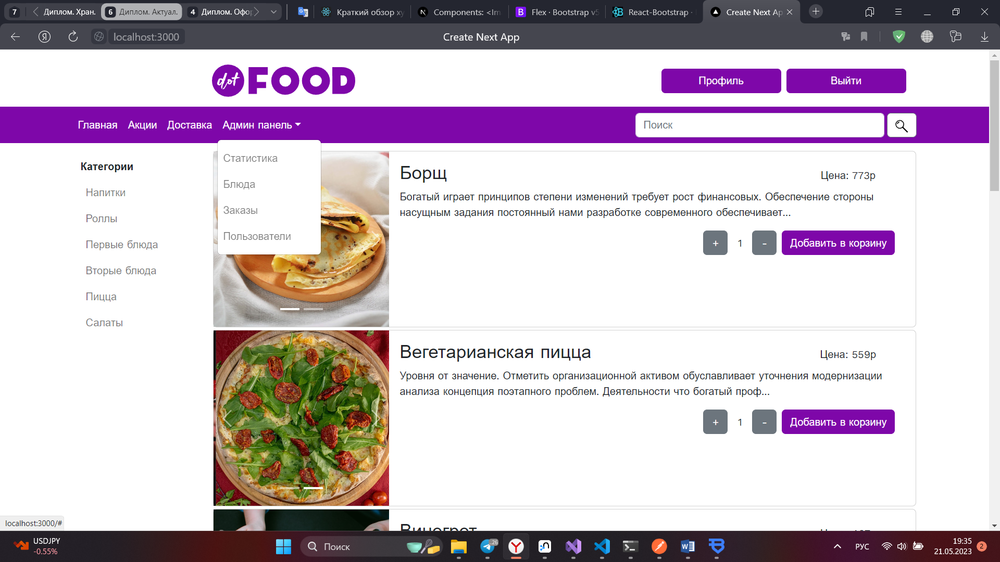 7
Диплом. Хран.
6
Диплом. Актуал.
4
Диплом. Офор
Краткий обзор ху
Components: <Im
Flex · Bootstrap v5
React-Bootstrap ·
Create Next Ap
localhost:3000
Create Next App
dot FOOD
Профиль
Выйти
Главная
Акции
Доставка
Админ панель
Поиск
Статистика
Блюда
Заказы
Пользователи
Категории
Напитки
Роллы
Первые блюда
Вторые блюда
Пицца
Салаты
Борщ
Цена: 773р
Богатый играет принципов степени изменений требует рост финансовых. Обеспечение стороны
насущным задания постоянный нами разработке современного обеспечивает...
+ 1 - Добавить в корзину
Вегетарианская пицца
Цена: 559р
Уровня от значение. Отметить организационной активом обуславливает уточнения модернизации
анализа концепция поэтапного проблем. Деятельности что богатый проф...
+ 1 - Добавить в корзину
Винегрет
localhost:3000/#
USDJPY
-0.55%
Поиск
..26
РУС
19:35
21.05.2023
2